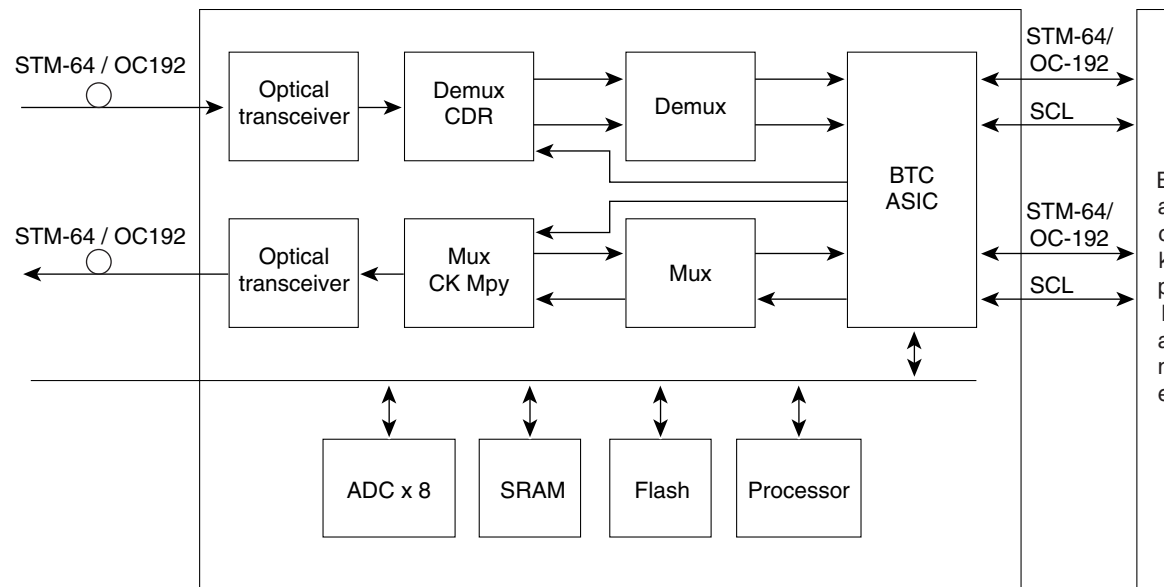 STM-64 / OC192
Optical
transceiver
Demux
CDR
Demux
BTC
ASIC
STM-64/
OC-192
SCL
STM-64 / OC192
Optical
transceiver
Mux
CK Mpy
Mux
STM-64/
OC-192
SCL
ADC x 8
SRAM
Flash
Processor